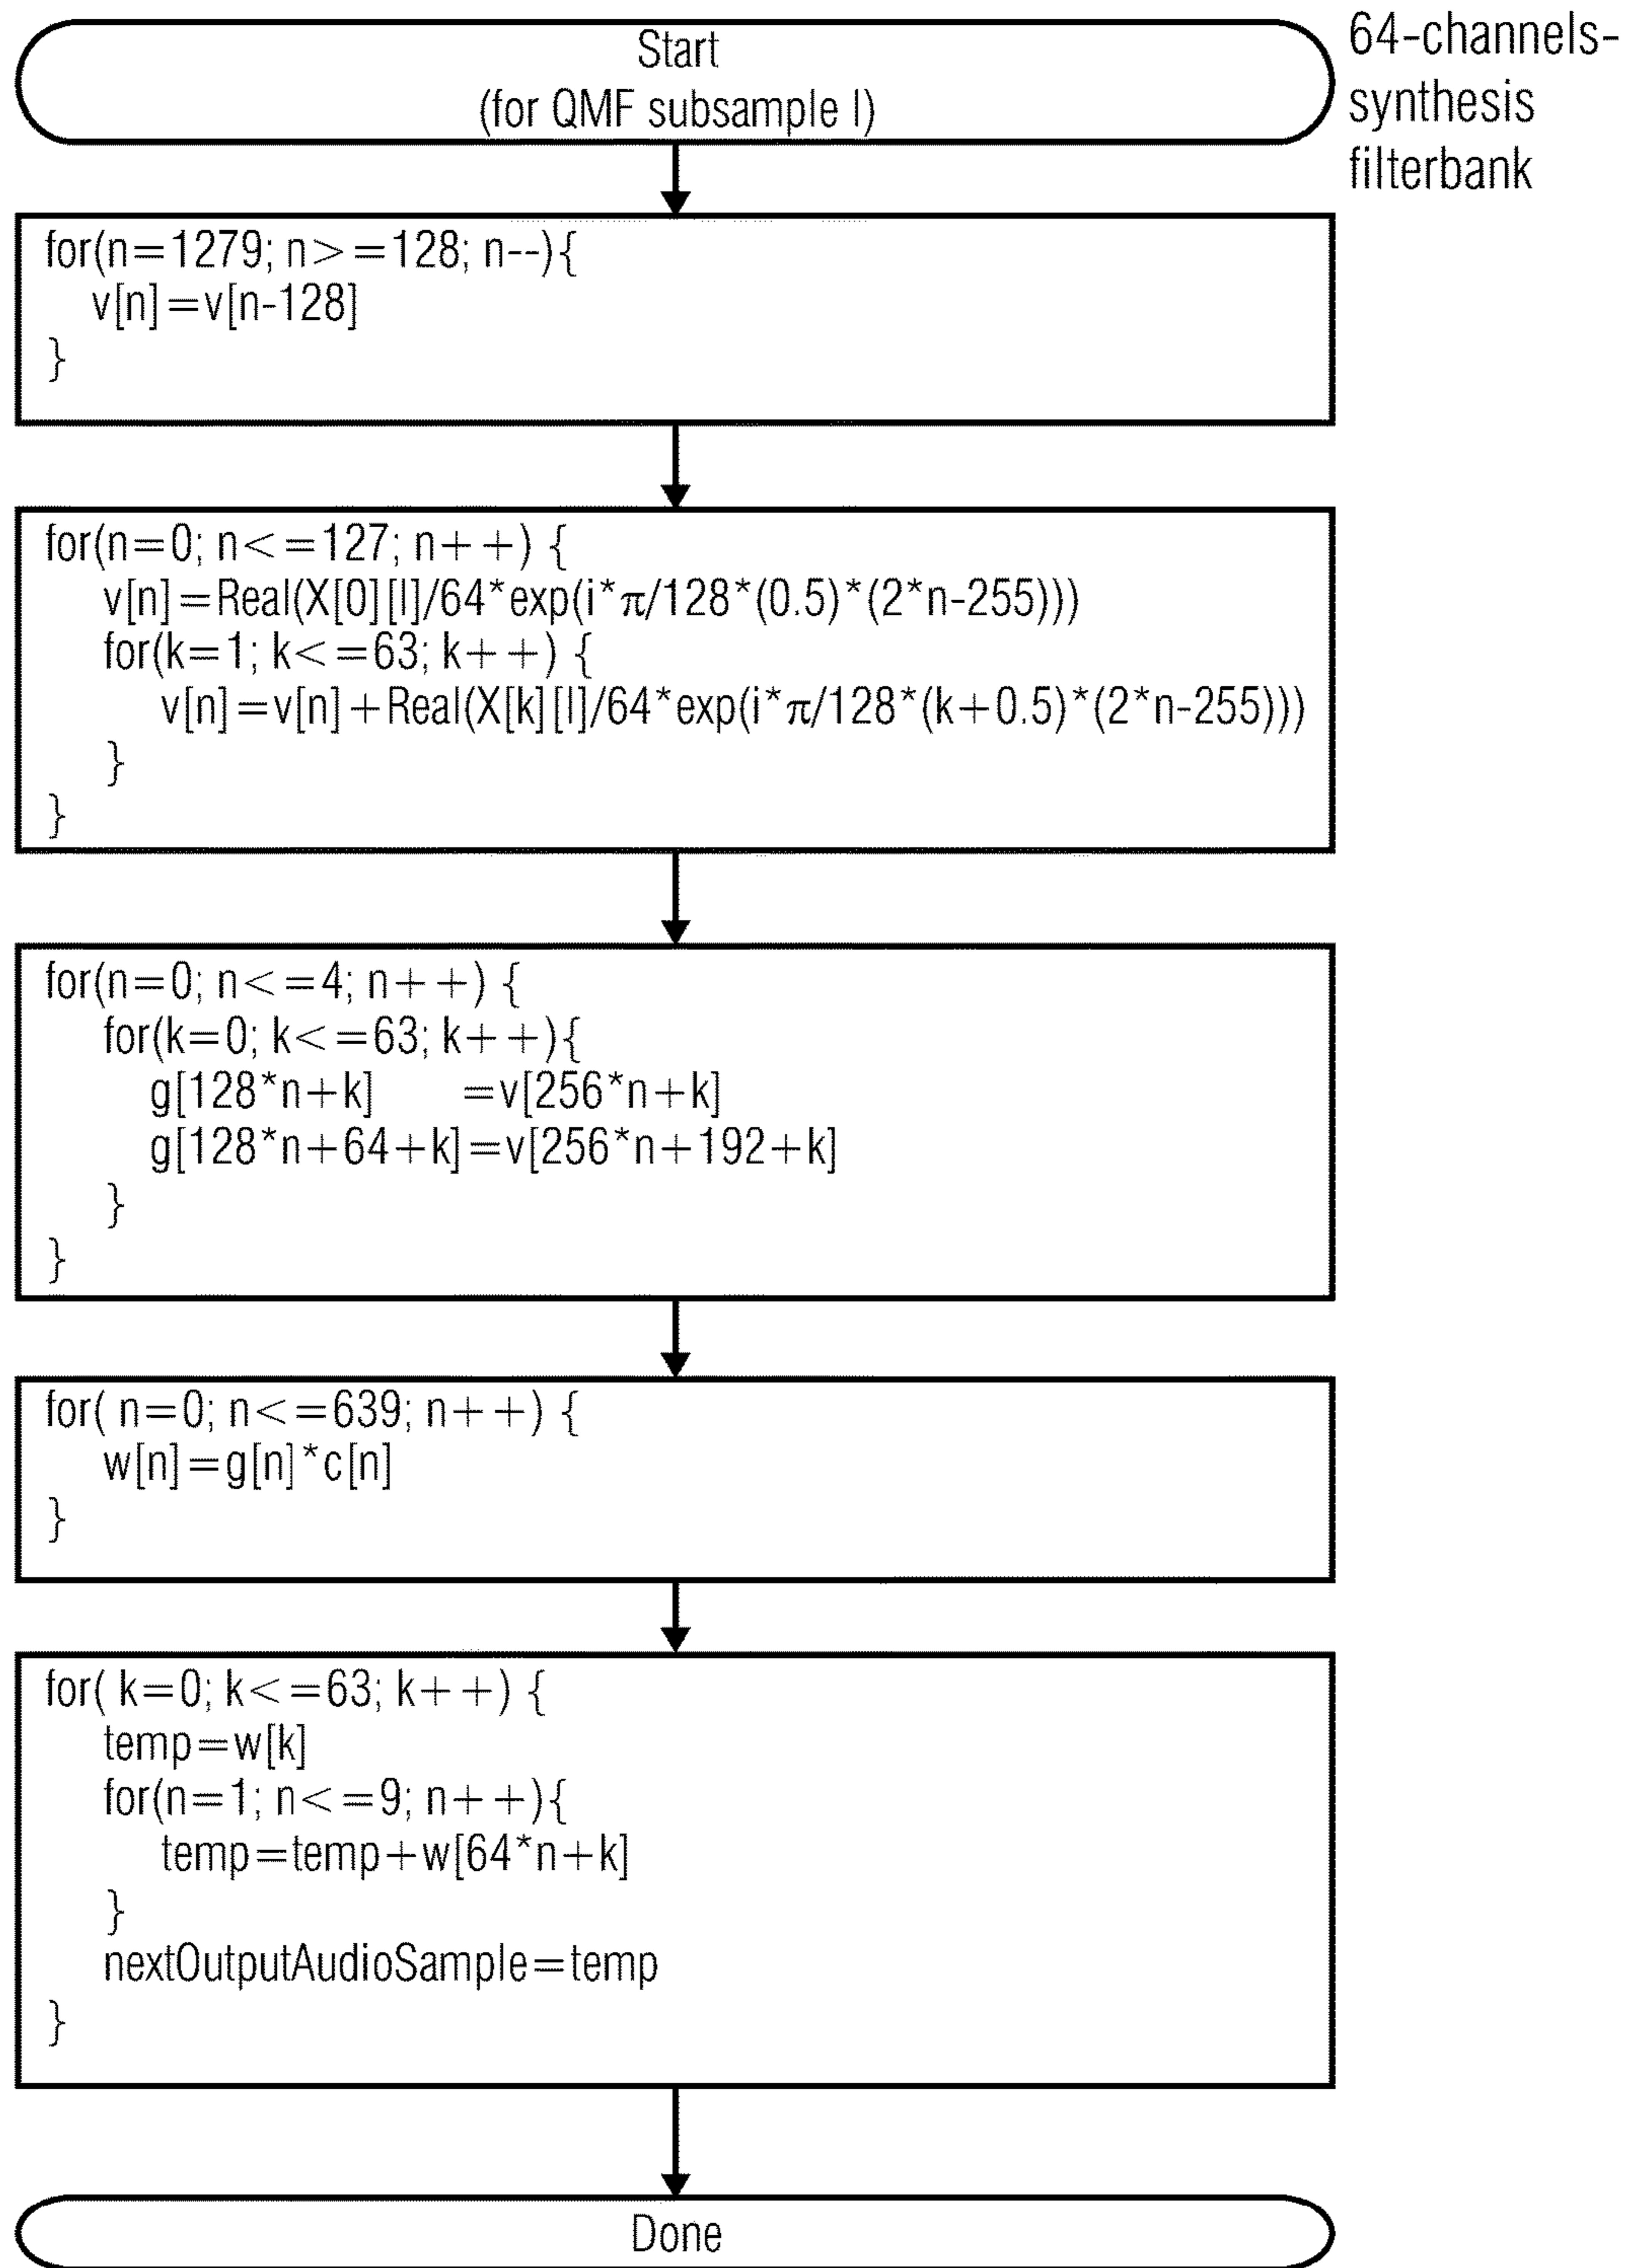 Start
(for QMF subsample l)
64-channels-
synthesis
filterbank
for(n=1279; n>=128; n--){
v[n]=v[n-128]
}
for(n=0; n<=127; n++) {
v[n]=Real(X[0][l]/64*exp(i*π/128*(0.5)*(2*n-255)))
for(k=1; k<=63; k++) {
v[n]=v[n]+Real(X[k][l]/64*exp(i*π/128*(k+0.5)*(2*n-255)))
}
}
for(n=0; n<=4; n++) {
for(k=0; k<=63; k++){
g[128*n+k] =v[256*n+k]
g[128*n+64+k]=v[256*n+192+k]
}
}
for( n=0; n<=639; n++) {
w[n]=g[n]*c[n]
}
for( k=0; k<=63; k++) {
temp=w[k]
for(n=1; n<=9; n++){
temp=temp+w[64*n+k]
}
nextOutputAudioSample=temp
}
Done